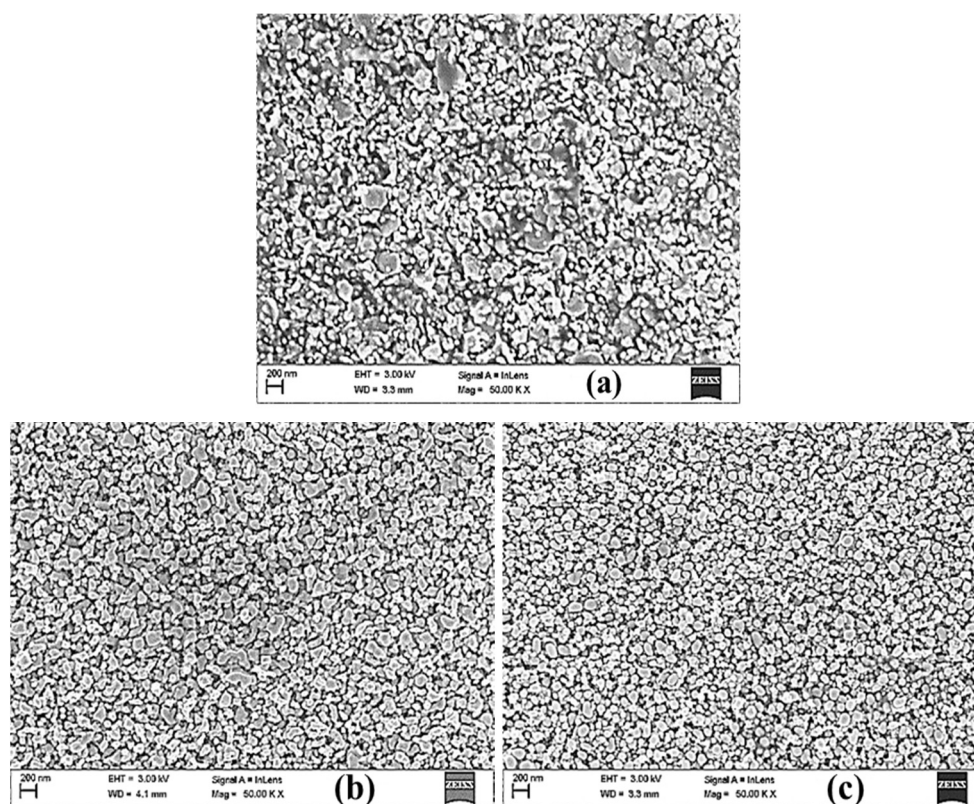 200 nm
EHT = 3.00 kV
Signal A = InLens
WD = 3.3 mm
Mag = 50.00 K X
(a)
ZEISS
200 nm
EHT = 3.00 kV
Signal A = InLens
WD = 4.1 mm
Mag = 50.00 K X
(b)
ZEISS
200 nm
EHT = 3.00 kV
Signal A = InLens
WD = 3.3 mm
Mag = 50.00 K X
(c)
ZEISS